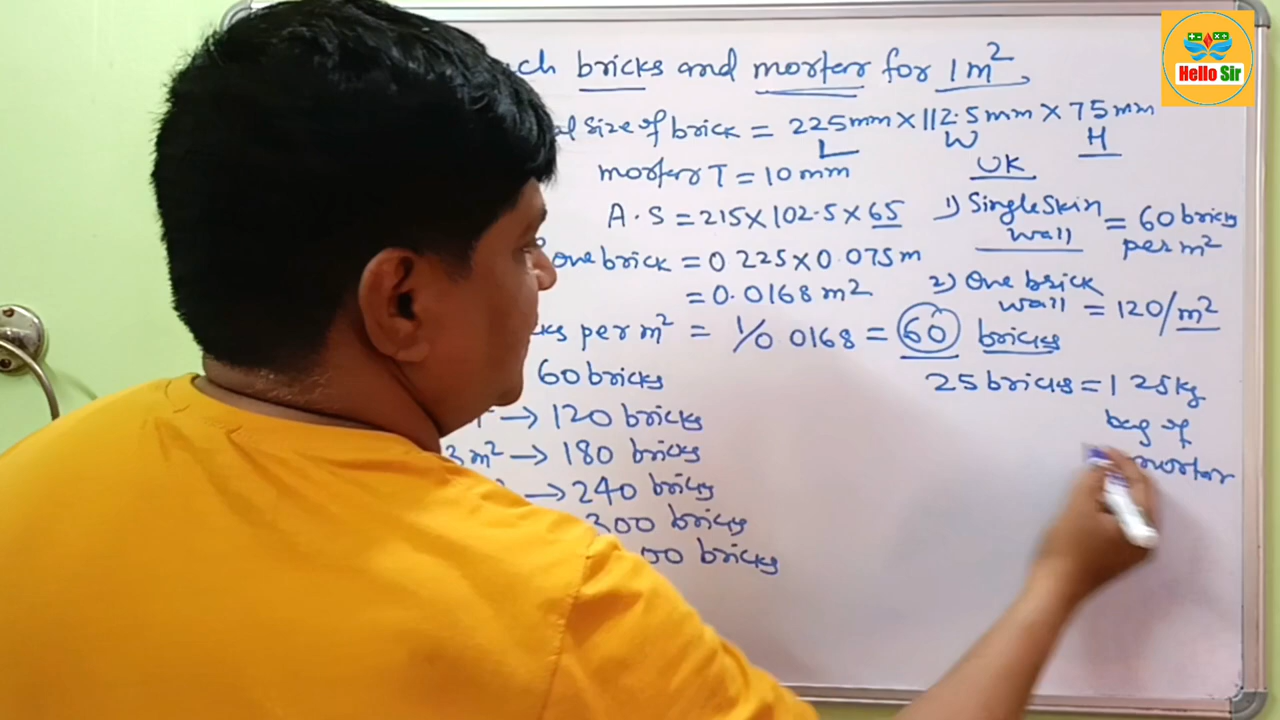 bricks and morter for 1m²,
Hello Sir
size of brick = 225mm × 112.5mm × 75mm
L W H
morter T = 10mm
UK
A.S = 215 × 102.5 × 65
1) Single Skin wall = 60 bricks per m²
one brick = 0.225 × 0.075m
= 0.0168 m²
2) One brick wall = 120/m²
per m² = 1/0.0168 = 60 bricks
60 bricks
25 bricks = 1 25kg bag of morter
→ 120 bricks
3 m² → 180 bricks
→ 240 bricks
300 bricks
bricks